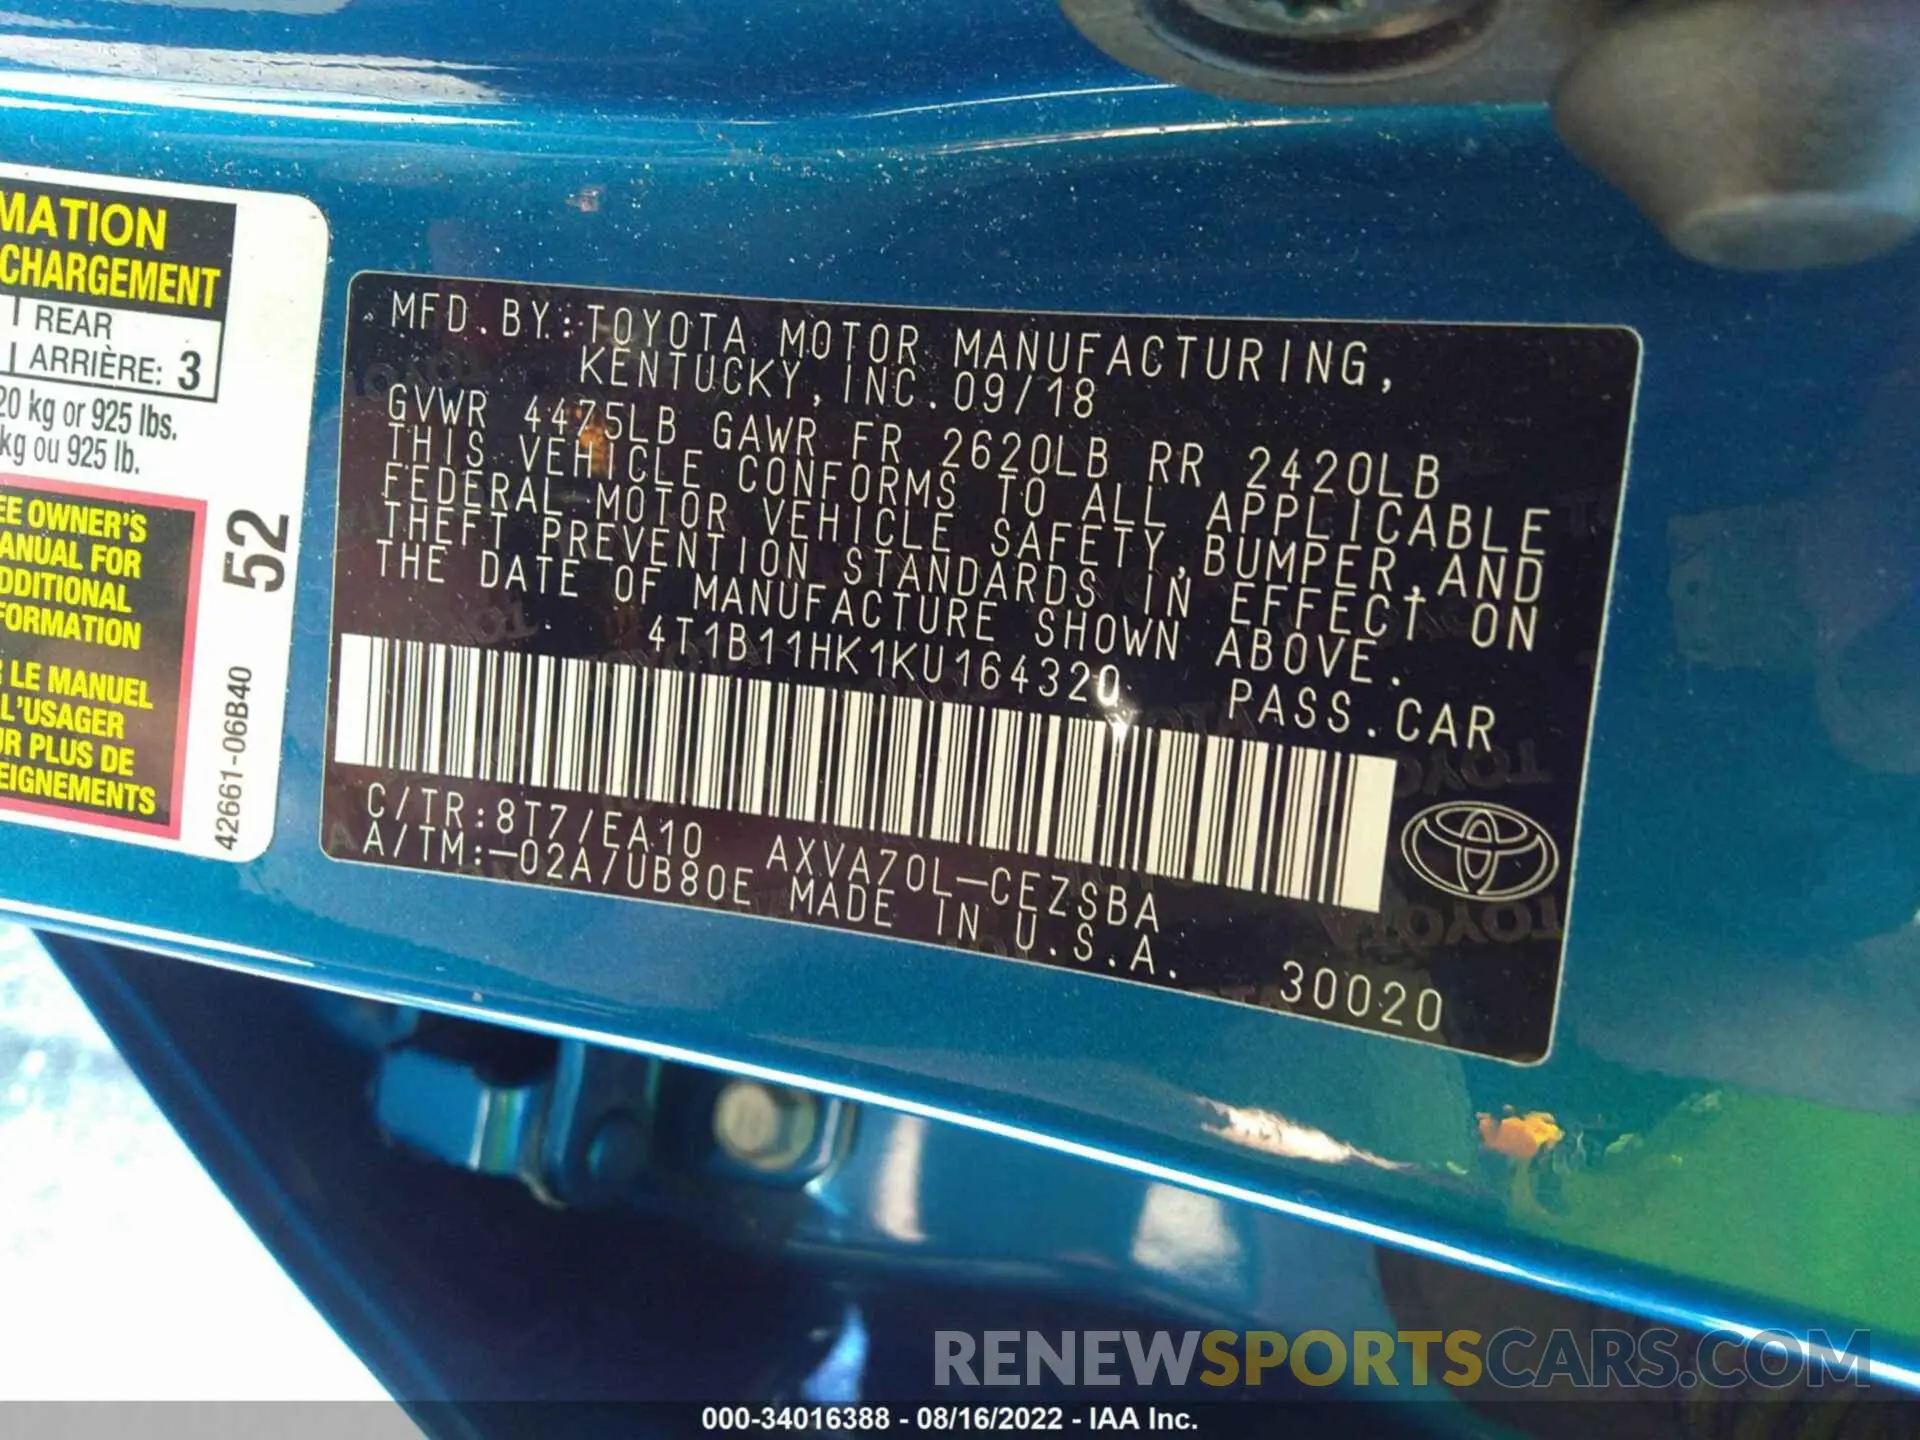 MATION
CHARGEMENT
REAR
ARRIÈRE: 3
20 kg or 925 lbs.
kg ou 925 lb.
EE OWNER'S
ANUAL FOR
DDITIONAL
FORMATION
LE MANUEL
L'USAGER
UR PLUS DE
EIGNEMENTS
52
42661-06B40
MFD.BY:TOYOTA MOTOR MANUFACTURING,
KENTUCKY,INC.09/18
GVWR 4475LB GAWR FR 2620LB RR 2420LB
THIS VEHICLE CONFORMS TO ALL APPLICABLE
FEDERAL MOTOR VEHICLE SAFETY,BUMPER,AND
THEFT PREVENTION STANDARDS IN EFFECT ON
THE DATE OF MANUFACTURE SHOWN ABOVE.
4T1B11HK1KU164320 PASS.CAR
C/TR:8T7/EA10 AXVA70L-CEZSBA
A/TM:-02A/UB80E MADE IN U.S.A.
30020
RENEWSPORTSCARS.COM
000-34016388 - 08/16/2022 - IAA Inc.